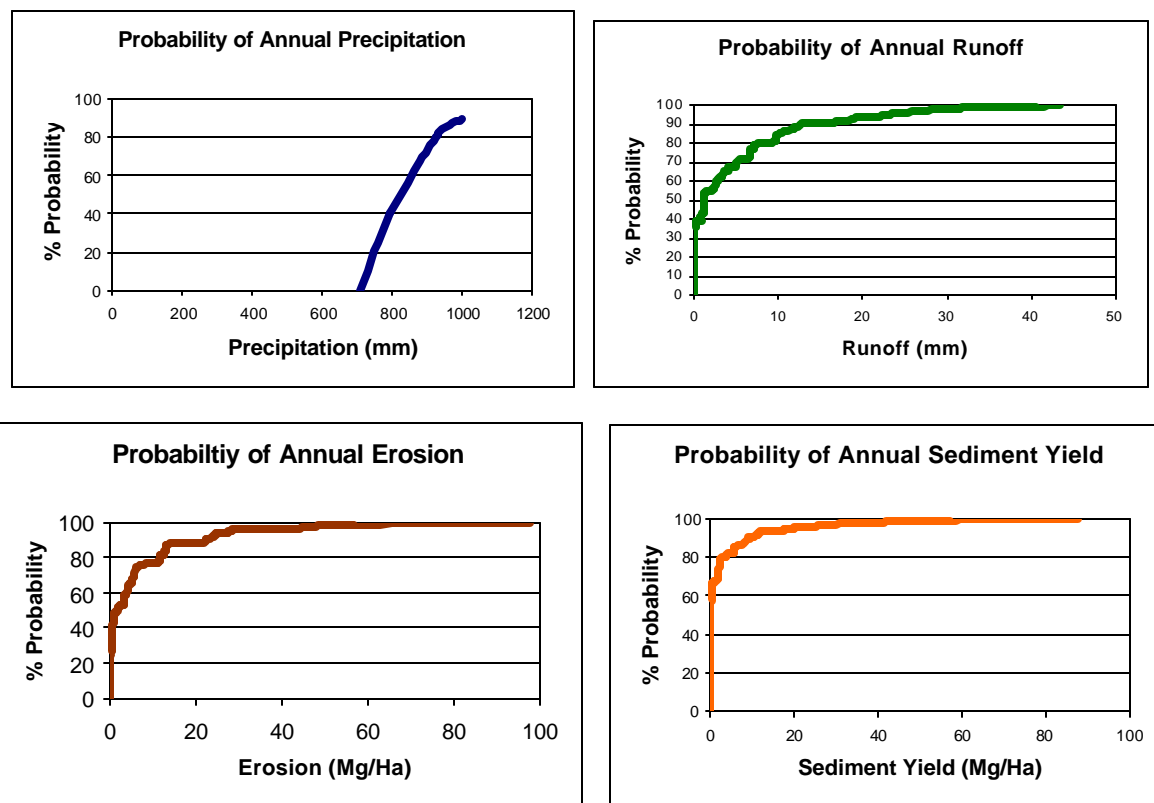 Probability of Annual Precipitation
% Probability
100
80
60
40
20
0
0 200 400 600 800 1000 1200
Precipitation (mm)
Probability of Annual Runoff
% Probability
100
90
80
70
60
50
40
30
20
10
0
0 10 20 30 40 50
Runoff (mm)
Probabiltiy of Annual Erosion
% Probability
100
80
60
40
20
0
0 20 40 60 80 100
Erosion (Mg/Ha)
Probability of Annual Sediment Yield
% Probability
100
80
60
40
20
0
0 20 40 60 80 100
Sediment Yield (Mg/Ha)